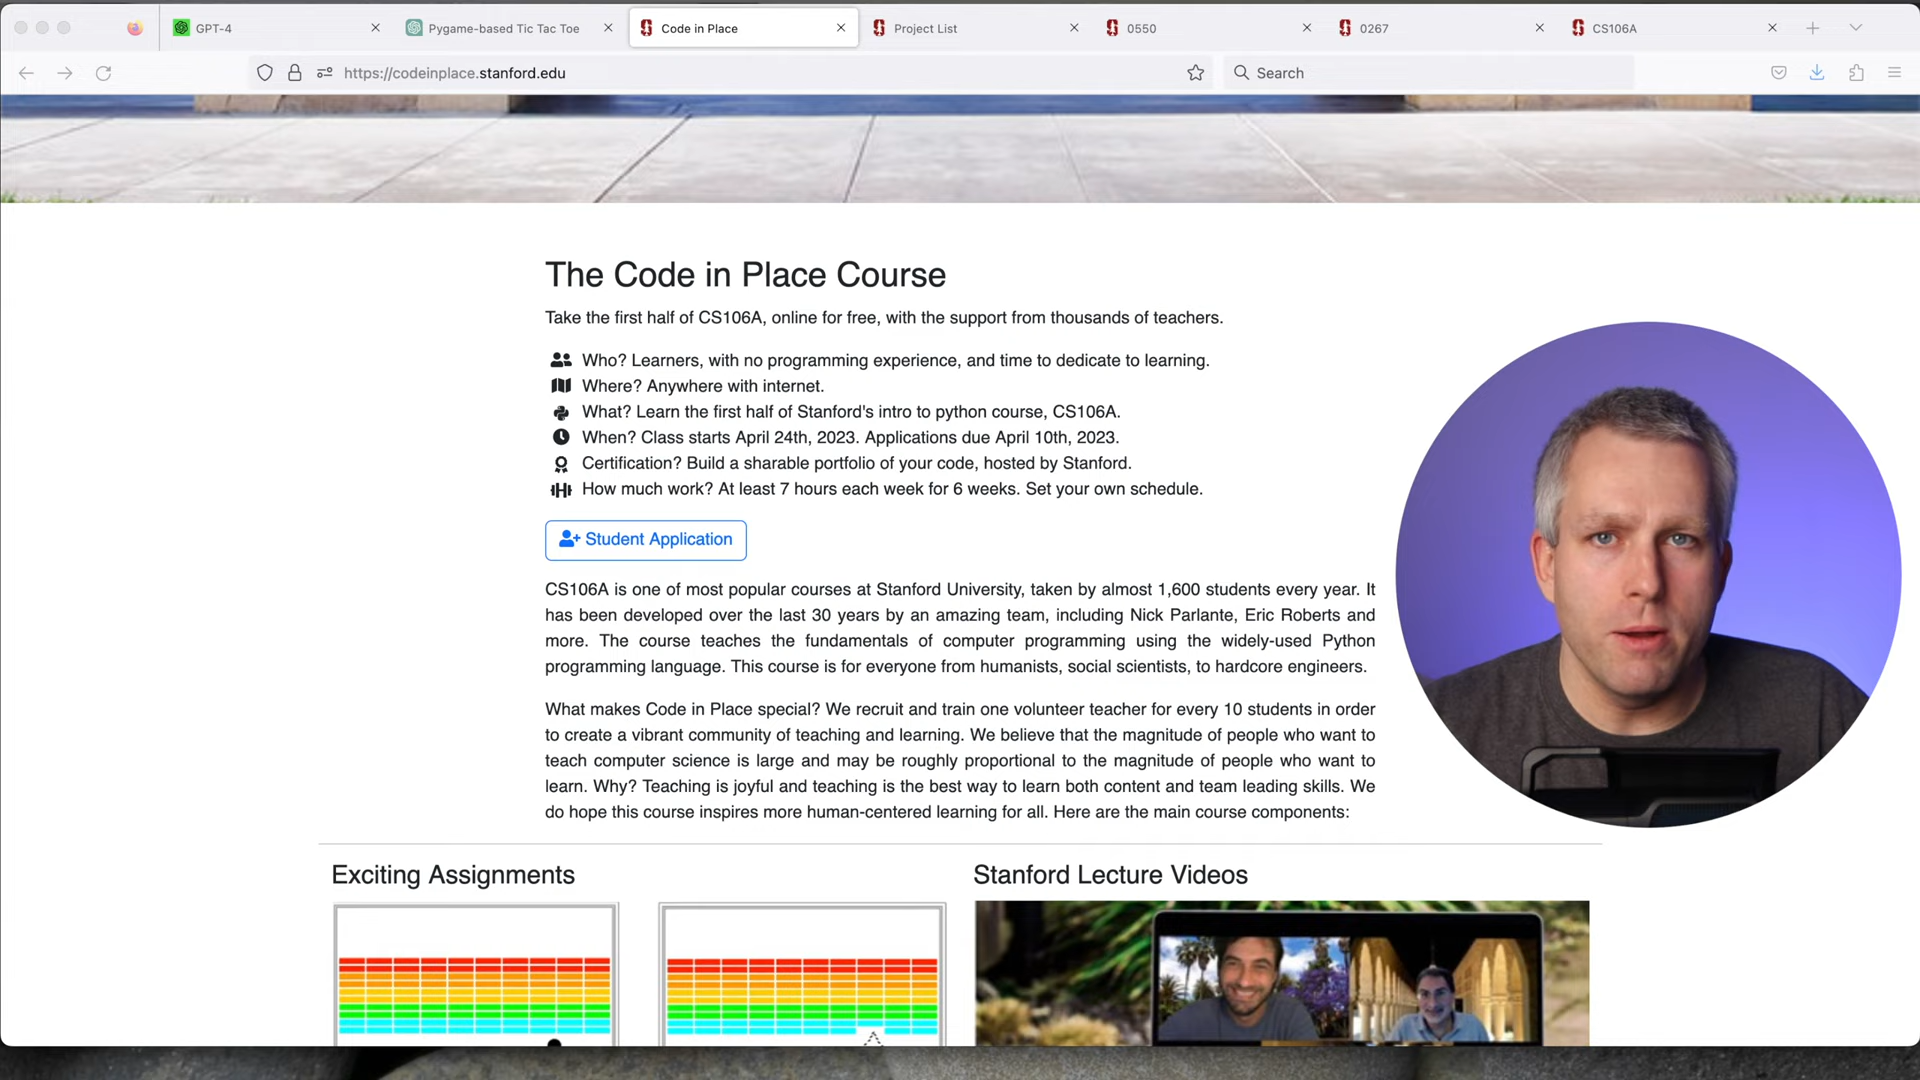 GPT-4
Pygame-based Tic Tac Toe
Code in Place
Project List
0550
0267
CS106A
https://codeinplace.stanford.edu
Search
The Code in Place Course
Take the first half of CS106A, online for free, with the support from thousands of teachers.
Who? Learners, with no programming experience, and time to dedicate to learning.
Where? Anywhere with internet.
What? Learn the first half of Stanford's intro to python course, CS106A.
When? Class starts April 24th, 2023. Applications due April 10th, 2023.
Certification? Build a sharable portfolio of your code, hosted by Stanford.
How much work? At least 7 hours each week for 6 weeks. Set your own schedule.
Student Application
CS106A is one of most popular courses at Stanford University, taken by almost 1,600 students every year. It
has been developed over the last 30 years by an amazing team, including Nick Parlante, Eric Roberts and
more. The course teaches the fundamentals of computer programming using the widely-used Python
programming language. This course is for everyone from humanists, social scientists, to hardcore engineers.
What makes Code in Place special? We recruit and train one volunteer teacher for every 10 students in order
to create a vibrant community of teaching and learning. We believe that the magnitude of people who want to
teach computer science is large and may be roughly proportional to the magnitude of people who want to
learn. Why? Teaching is joyful and teaching is the best way to learn both content and team leading skills. We
do hope this course inspires more human-centered learning for all. Here are the main course components:
Exciting Assignments
Stanford Lecture Videos